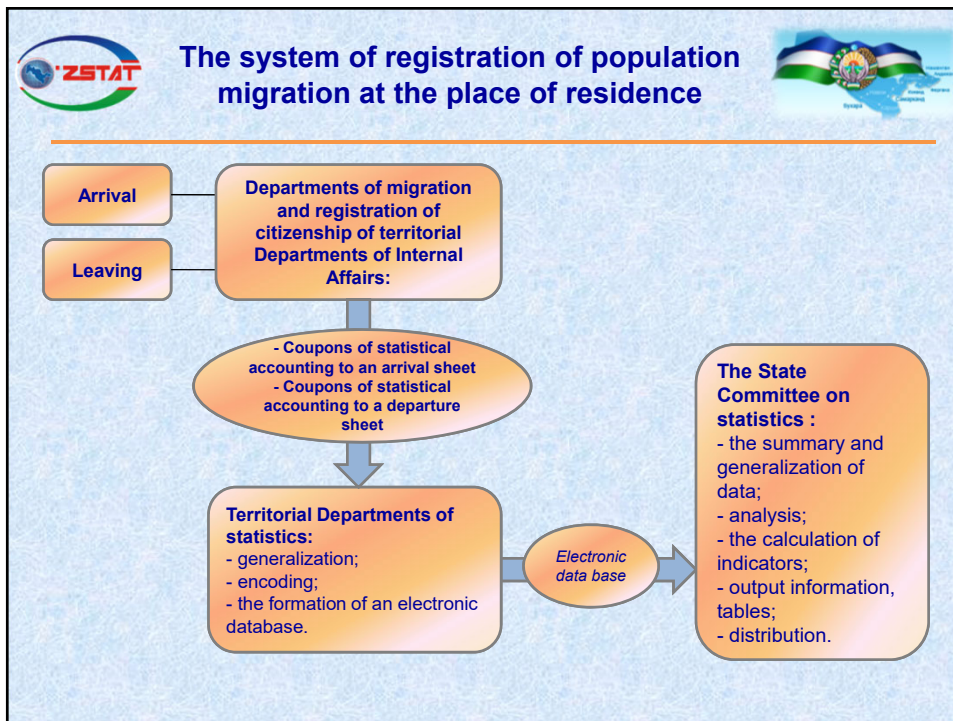 O'ZSTAT
The system of registration of population
migration at the place of residence
Бухара
Самарканд
Arrival
Leaving
Departments of migration
and registration of
citizenship of territorial
Departments of Internal
Affairs:
- Coupons of statistical
accounting to an arrival sheet
- Coupons of statistical
accounting to a departure
sheet
Territorial Departments of
statistics:
- generalization;
- encoding;
- the formation of an electronic
database.
Electronic
data base
The State
Committee on
statistics :
- the summary and
generalization of
data;
- analysis;
- the calculation of
indicators;
- output information,
tables;
- distribution.